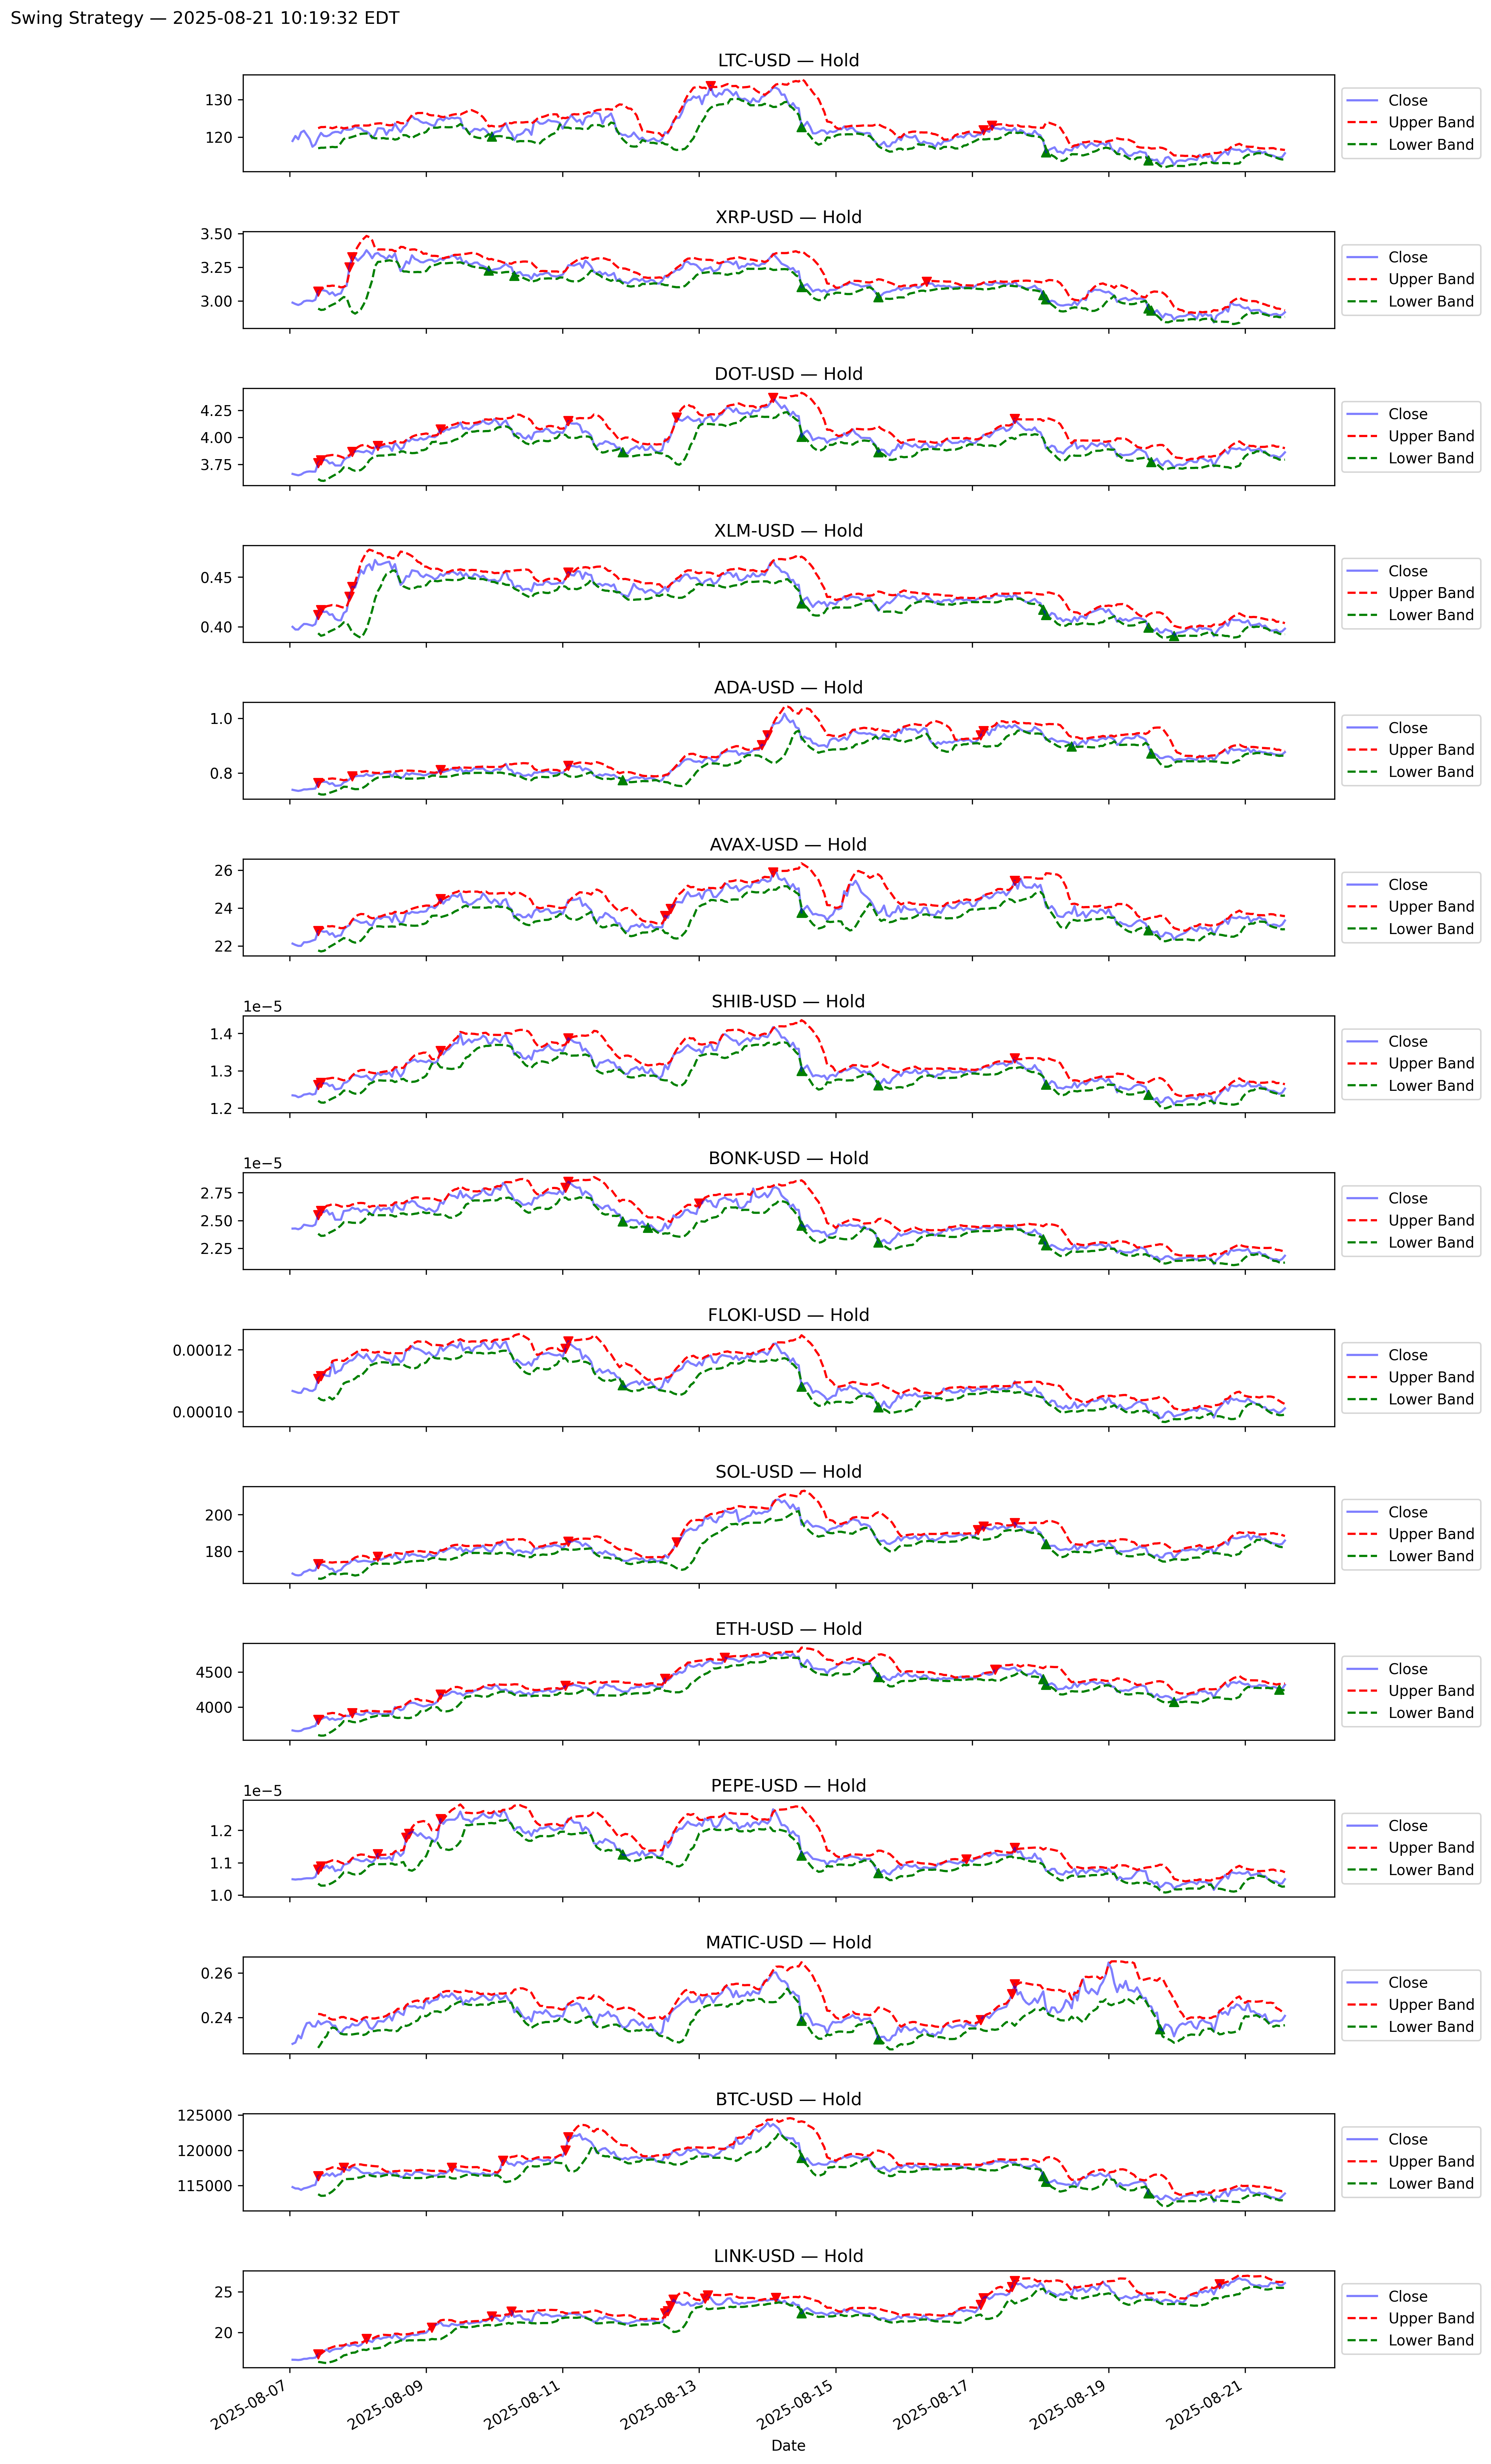 Swing Strategy — 2025-08-21 10:19:32 EDT
LTC-USD — Hold
130
120
Close
Upper Band
Lower Band
XRP-USD — Hold
3.50
3.25
3.00
Close
Upper Band
Lower Band
DOT-USD — Hold
4.25
4.00
3.75
Close
Upper Band
Lower Band
XLM-USD — Hold
0.45
0.40
Close
Upper Band
Lower Band
ADA-USD — Hold
1.0
0.8
Close
Upper Band
Lower Band
AVAX-USD — Hold
26
24
22
Close
Upper Band
Lower Band
SHIB-USD — Hold
1e−5
1.4
1.3
1.2
Close
Upper Band
Lower Band
BONK-USD — Hold
1e−5
2.75
2.50
2.25
Close
Upper Band
Lower Band
FLOKI-USD — Hold
0.00012
0.00010
Close
Upper Band
Lower Band
SOL-USD — Hold
200
180
Close
Upper Band
Lower Band
ETH-USD — Hold
4500
4000
Close
Upper Band
Lower Band
PEPE-USD — Hold
1e−5
1.2
1.1
1.0
Close
Upper Band
Lower Band
MATIC-USD — Hold
0.26
0.24
Close
Upper Band
Lower Band
BTC-USD — Hold
125000
120000
115000
Close
Upper Band
Lower Band
LINK-USD — Hold
25
20
Close
Upper Band
Lower Band
2025-08-07
2025-08-09
2025-08-11
2025-08-13
2025-08-15
2025-08-17
2025-08-19
2025-08-21
Date